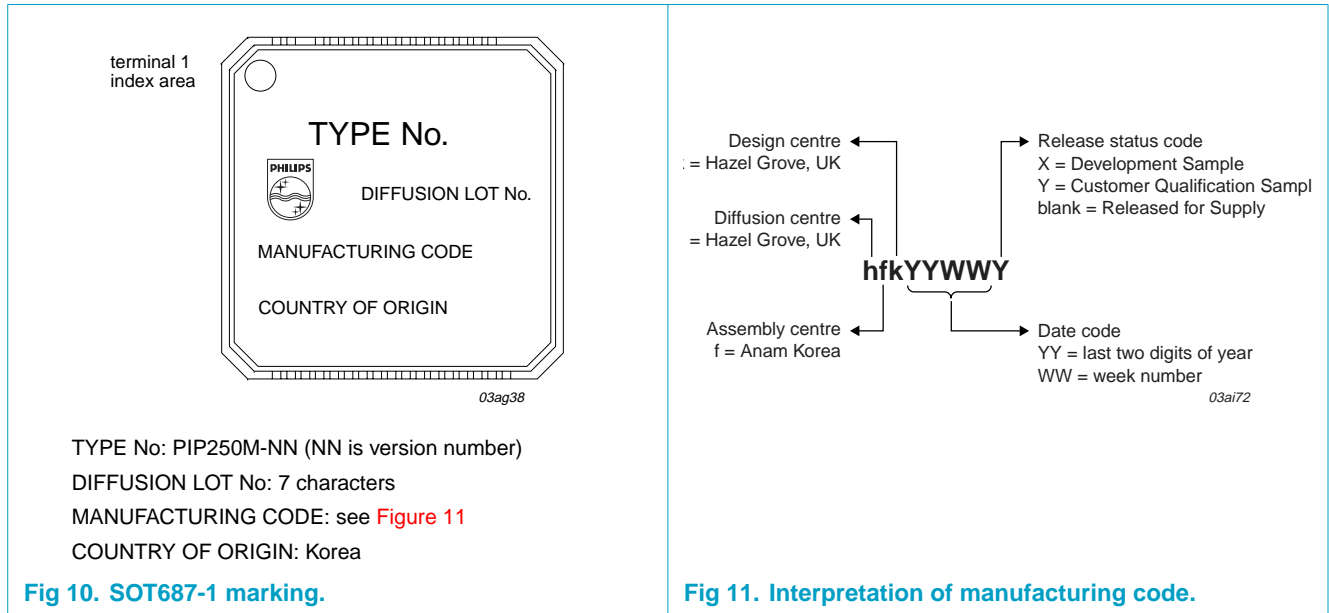 terminal 1
index area
TYPE No.
PHILIPS
DIFFUSION LOT No.
MANUFACTURING CODE
COUNTRY OF ORIGIN
03ag38
TYPE No: PIP250M-NN (NN is version number)
DIFFUSION LOT No: 7 characters
MANUFACTURING CODE: see Figure 11
COUNTRY OF ORIGIN: Korea
Fig 10. SOT687-1 marking.
Design centre
= Hazel Grove, UK
Diffusion centre
= Hazel Grove, UK
Release status code
X = Development Sample
Y = Customer Qualification Sampl
blank = Released for Supply
hfkYYWWY
Assembly centre
f = Anam Korea
Date code
YY = last two digits of year
WW = week number
03ai72
Fig 11. Interpretation of manufacturing code.